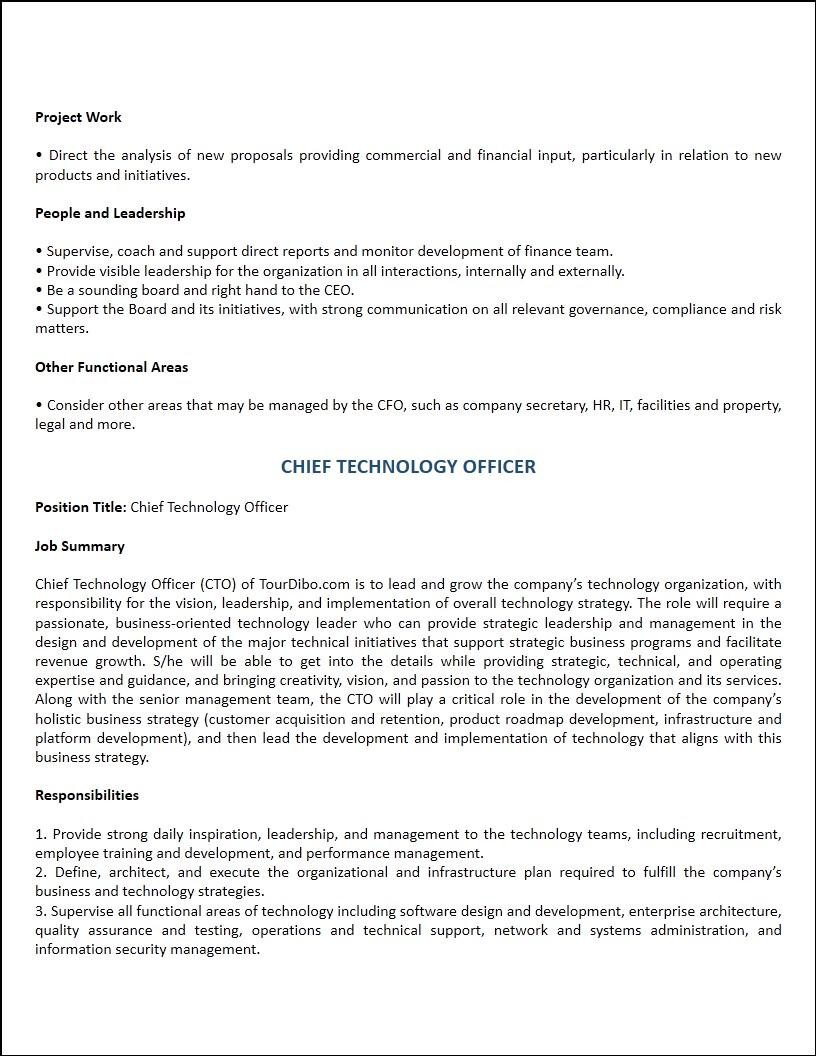 Project Work
• Direct the analysis of new proposals providing commercial and financial input, particularly in relation to new
products and initiatives.
People and Leadership
• Supervise, coach and support direct reports and monitor development of finance team.
• Provide visible leadership for the organization in all interactions, internally and externally.
• Be a sounding board and right hand to the CEO.
• Support the Board and its initiatives, with strong communication on all relevant governance, compliance and risk
matters.
Other Functional Areas
• Consider other areas that may be managed by the CFO, such as company secretary, HR, IT, facilities and property,
legal and more.
CHIEF TECHNOLOGY OFFICER
Position Title: Chief Technology Officer
Job Summary
Chief Technology Officer (CTO) of TourDibo.com is to lead and grow the company’s technology organization, with
responsibility for the vision, leadership, and implementation of overall technology strategy. The role will require a
passionate, business-oriented technology leader who can provide strategic leadership and management in the
design and development of the major technical initiatives that support strategic business programs and facilitate
revenue growth. S/he will be able to get into the details while providing strategic, technical, and operating
expertise and guidance, and bringing creativity, vision, and passion to the technology organization and its services.
Along with the senior management team, the CTO will play a critical role in the development of the company’s
holistic business strategy (customer acquisition and retention, product roadmap development, infrastructure and
platform development), and then lead the development and implementation of technology that aligns with this
business strategy.
Responsibilities
1. Provide strong daily inspiration, leadership, and management to the technology teams, including recruitment,
employee training and development, and performance management.
2. Define, architect, and execute the organizational and infrastructure plan required to fulfill the company’s
business and technology strategies.
3. Supervise all functional areas of technology including software design and development, enterprise architecture,
quality assurance and testing, operations and technical support, network and systems administration, and
information security management.